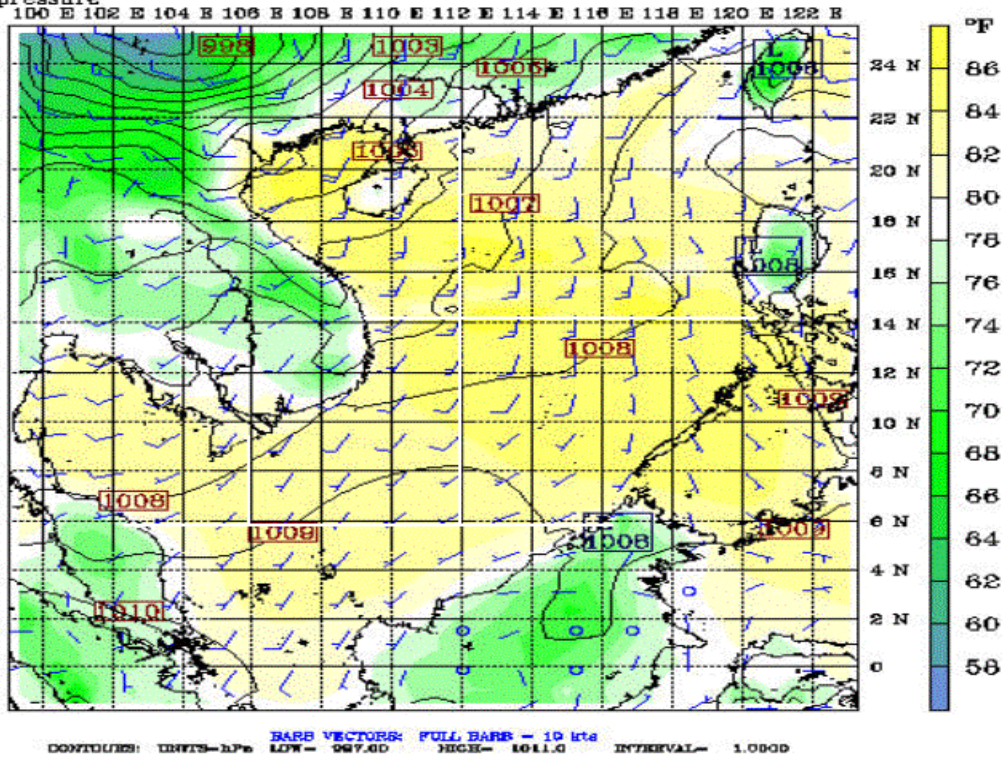 pressure
100 E 102 E 104 E 106 E 108 E 110 E 112 E 114 E 116 E 118 E 120 E 122 E
°F
998
1003
1006
L
1008
24 N
86
1004
22 N
84
1006
82
20 N
1007
80
18 N
L
78
16 N
76
14 N
74
1008
12 N
72
1009
10 N
70
8 N
68
1008
66
6 N
1009
1008
1009
64
4 N
62
1010
2 N
60
0
58
BARB VECTORS: FULL BARB = 10 kts
CONTOURS: UNITS=hPa LOW= 997.00 HIGH= 1011.0 INTERVAL= 1.0000